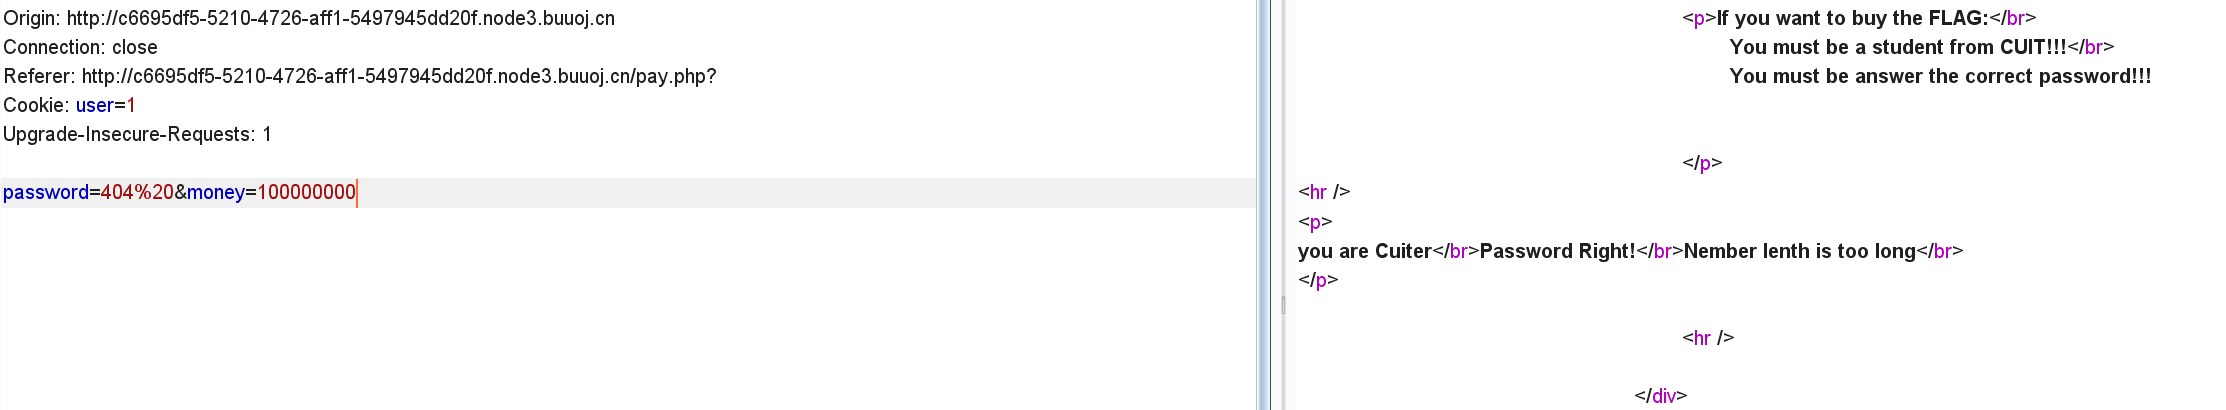 Origin: http://c6695df5-5210-4726-aff1-5497945dd20f.node3.buuoj.cn
Connection: close
Referer: http://c6695df5-5210-4726-aff1-5497945dd20f.node3.buuoj.cn/pay.php?
Cookie: user=1
Upgrade-Insecure-Requests: 1
password=404%20&money=100000000
<p>If you want to buy the FLAG:</br>
You must be a student from CUIT!!!</br>
You must be answer the correct password!!!
</p>
<hr />
<p>
you are Cuiter</br>Password Right!</br>Nember lenth is too long</br>
</p>
<hr />
</div>